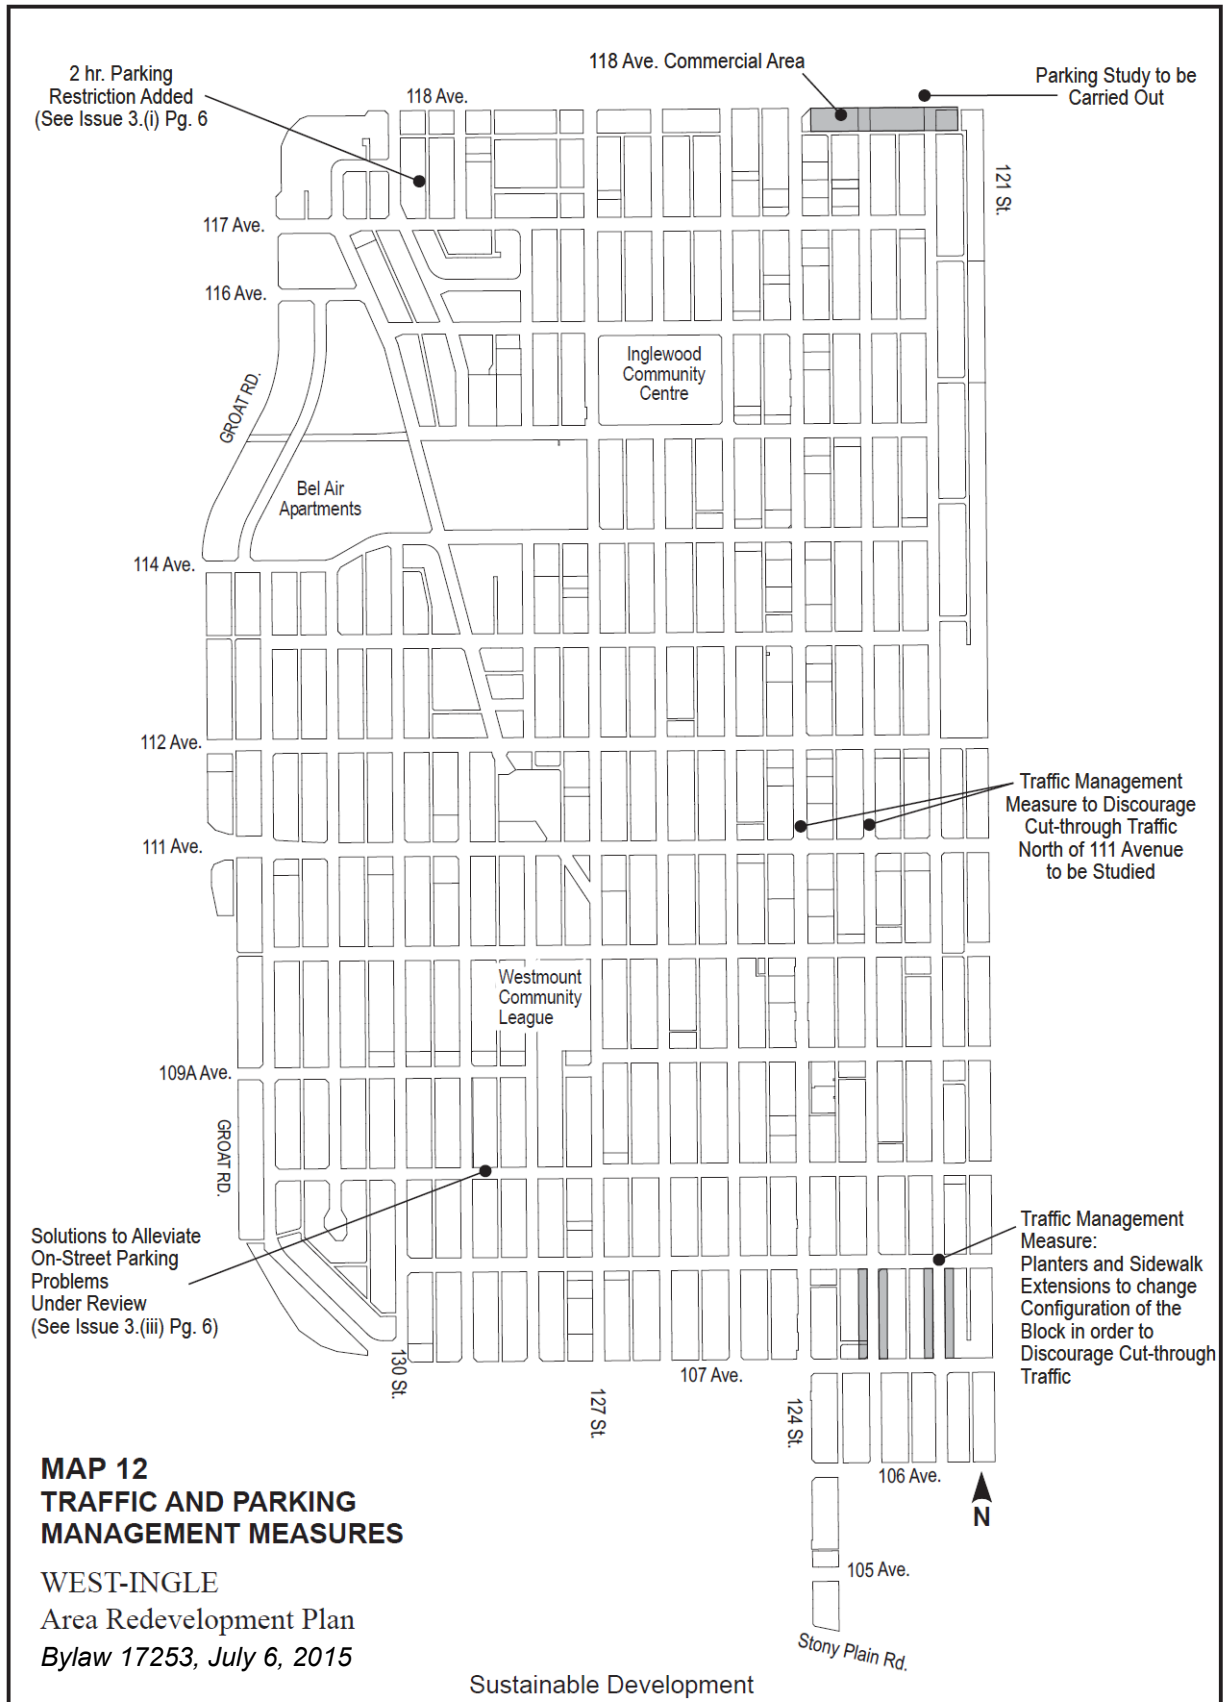 2 hr. Parking
Restriction Added
(See Issue 3.(i) Pg. 6
118 Ave.
118 Ave. Commercial Area
Parking Study to be
Carried Out
121 St.
117 Ave.
116 Ave.
GROAT RD.
Inglewood
Community
Centre
Bel Air
Apartments
114 Ave.
112 Ave.
Traffic Management
Measure to Discourage
Cut-through Traffic
North of 111 Avenue
to be Studied
111 Ave.
Westmount
Community
League
109A Ave.
GROAT RD.
Solutions to Alleviate
On-Street Parking
Problems
Under Review
(See Issue 3.(iii) Pg. 6)
Traffic Management
Measure:
Planters and Sidewalk
Extensions to change
Configuration of the
Block in order to
Discourage Cut-through
Traffic
130 St.
127 St.
107 Ave.
124 St.
106 Ave.
N
105 Ave.
Stony Plain Rd.
MAP 12
TRAFFIC AND PARKING
MANAGEMENT MEASURES
WEST-INGLE
Area Redevelopment Plan
Bylaw 17253, July 6, 2015
Sustainable Development